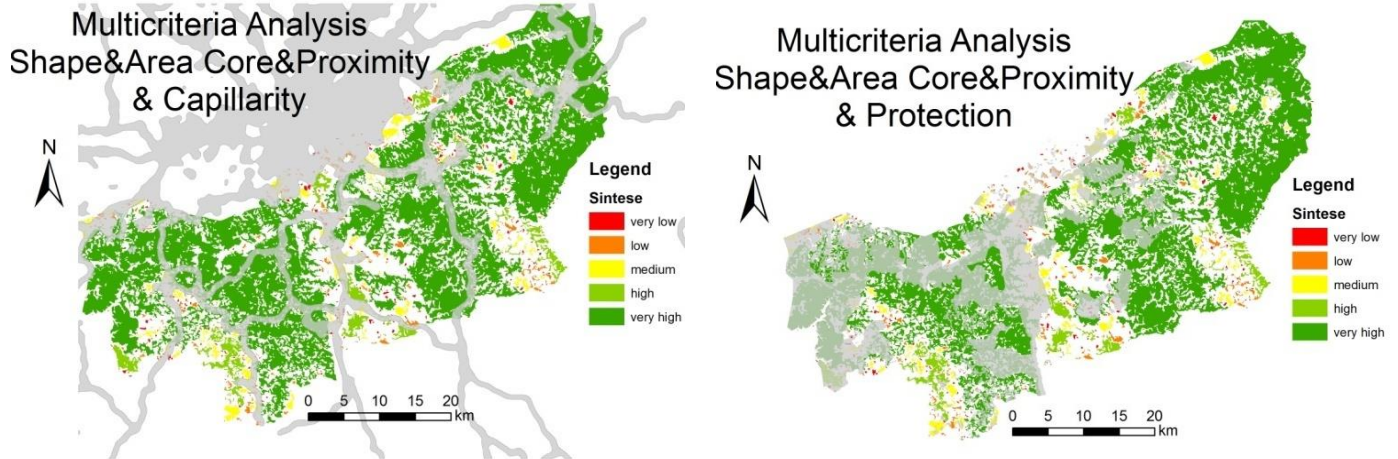 Multicriteria Analysis
Shape&Area Core&Proximity
& Capillarity
N
Legend
Sintese
very low
low
medium
high
very high
0 5 10 15 20
km
Multicriteria Analysis
Shape&Area Core&Proximity
& Protection
N
Legend
Sintese
very low
low
medium
high
very high
0 5 10 15 20
km